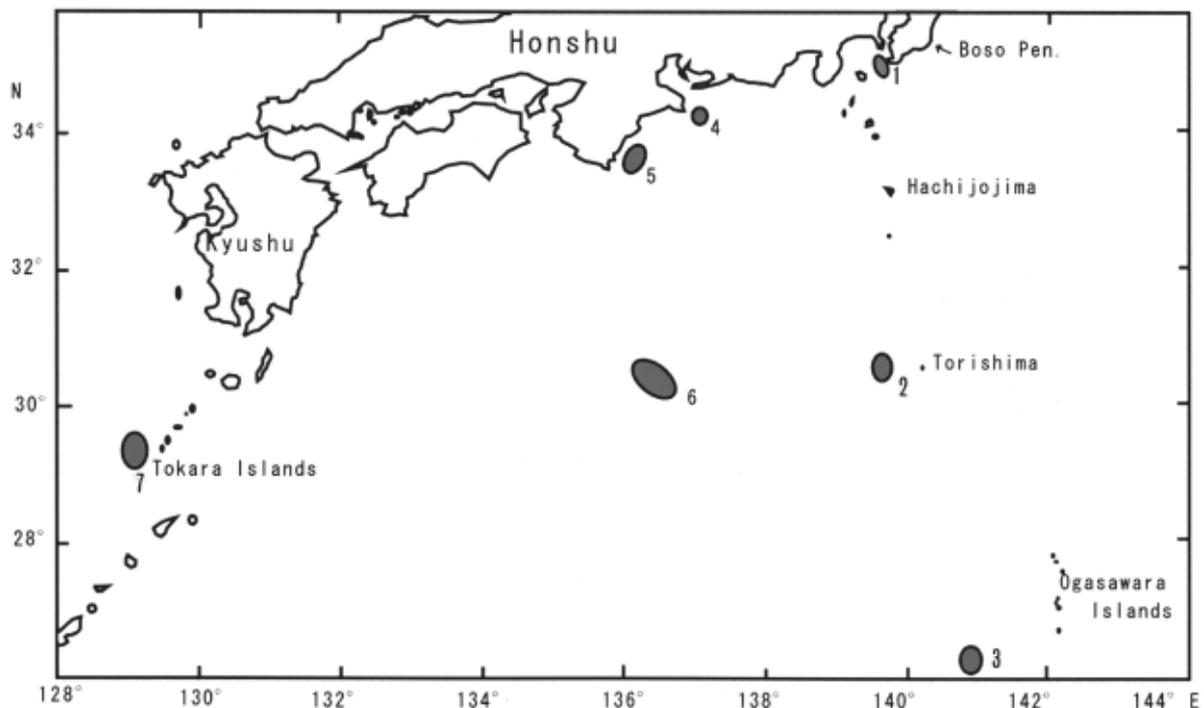 Honshu
Boso Pen.
1
N
34°
4
5
Hachijojima
Kyushu
32°
Torishima
2
6
30°
Tokara Islands
7
28°
Ogasawara
Islands
3
128°
130°
132°
134°
136°
138°
140°
142°
144° E